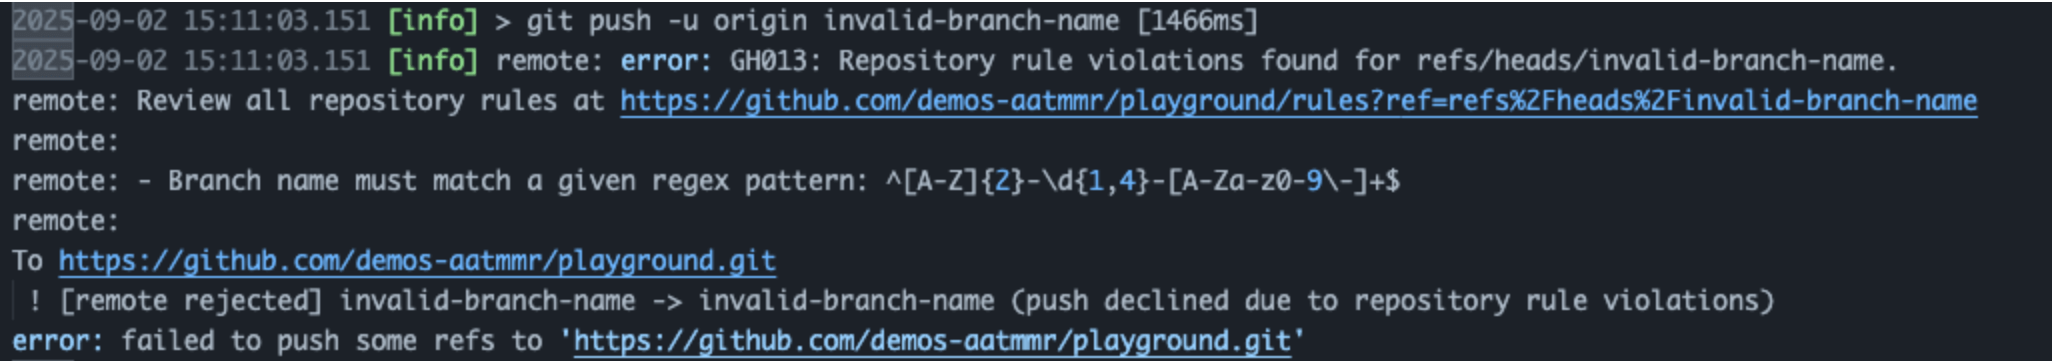 2025-09-02 15:11:03.151 [info] > git push -u origin invalid-branch-name [1466ms]
2025-09-02 15:11:03.151 [info] remote: error: GH013: Repository rule violations found for refs/heads/invalid-branch-name.
remote: Review all repository rules at https://github.com/demos-aatmmr/playground/rules?ref=refs%2Fheads%2Finvalid-branch-name
remote:
remote: - Branch name must match a given regex pattern: ^[A-Z]{2}-\d{1,4}-[A-Za-z0-9\-]+$
remote:
To https://github.com/demos-aatmmr/playground.git
! [remote rejected] invalid-branch-name -> invalid-branch-name (push declined due to repository rule violations)
error: failed to push some refs to 'https://github.com/demos-aatmmr/playground.git'